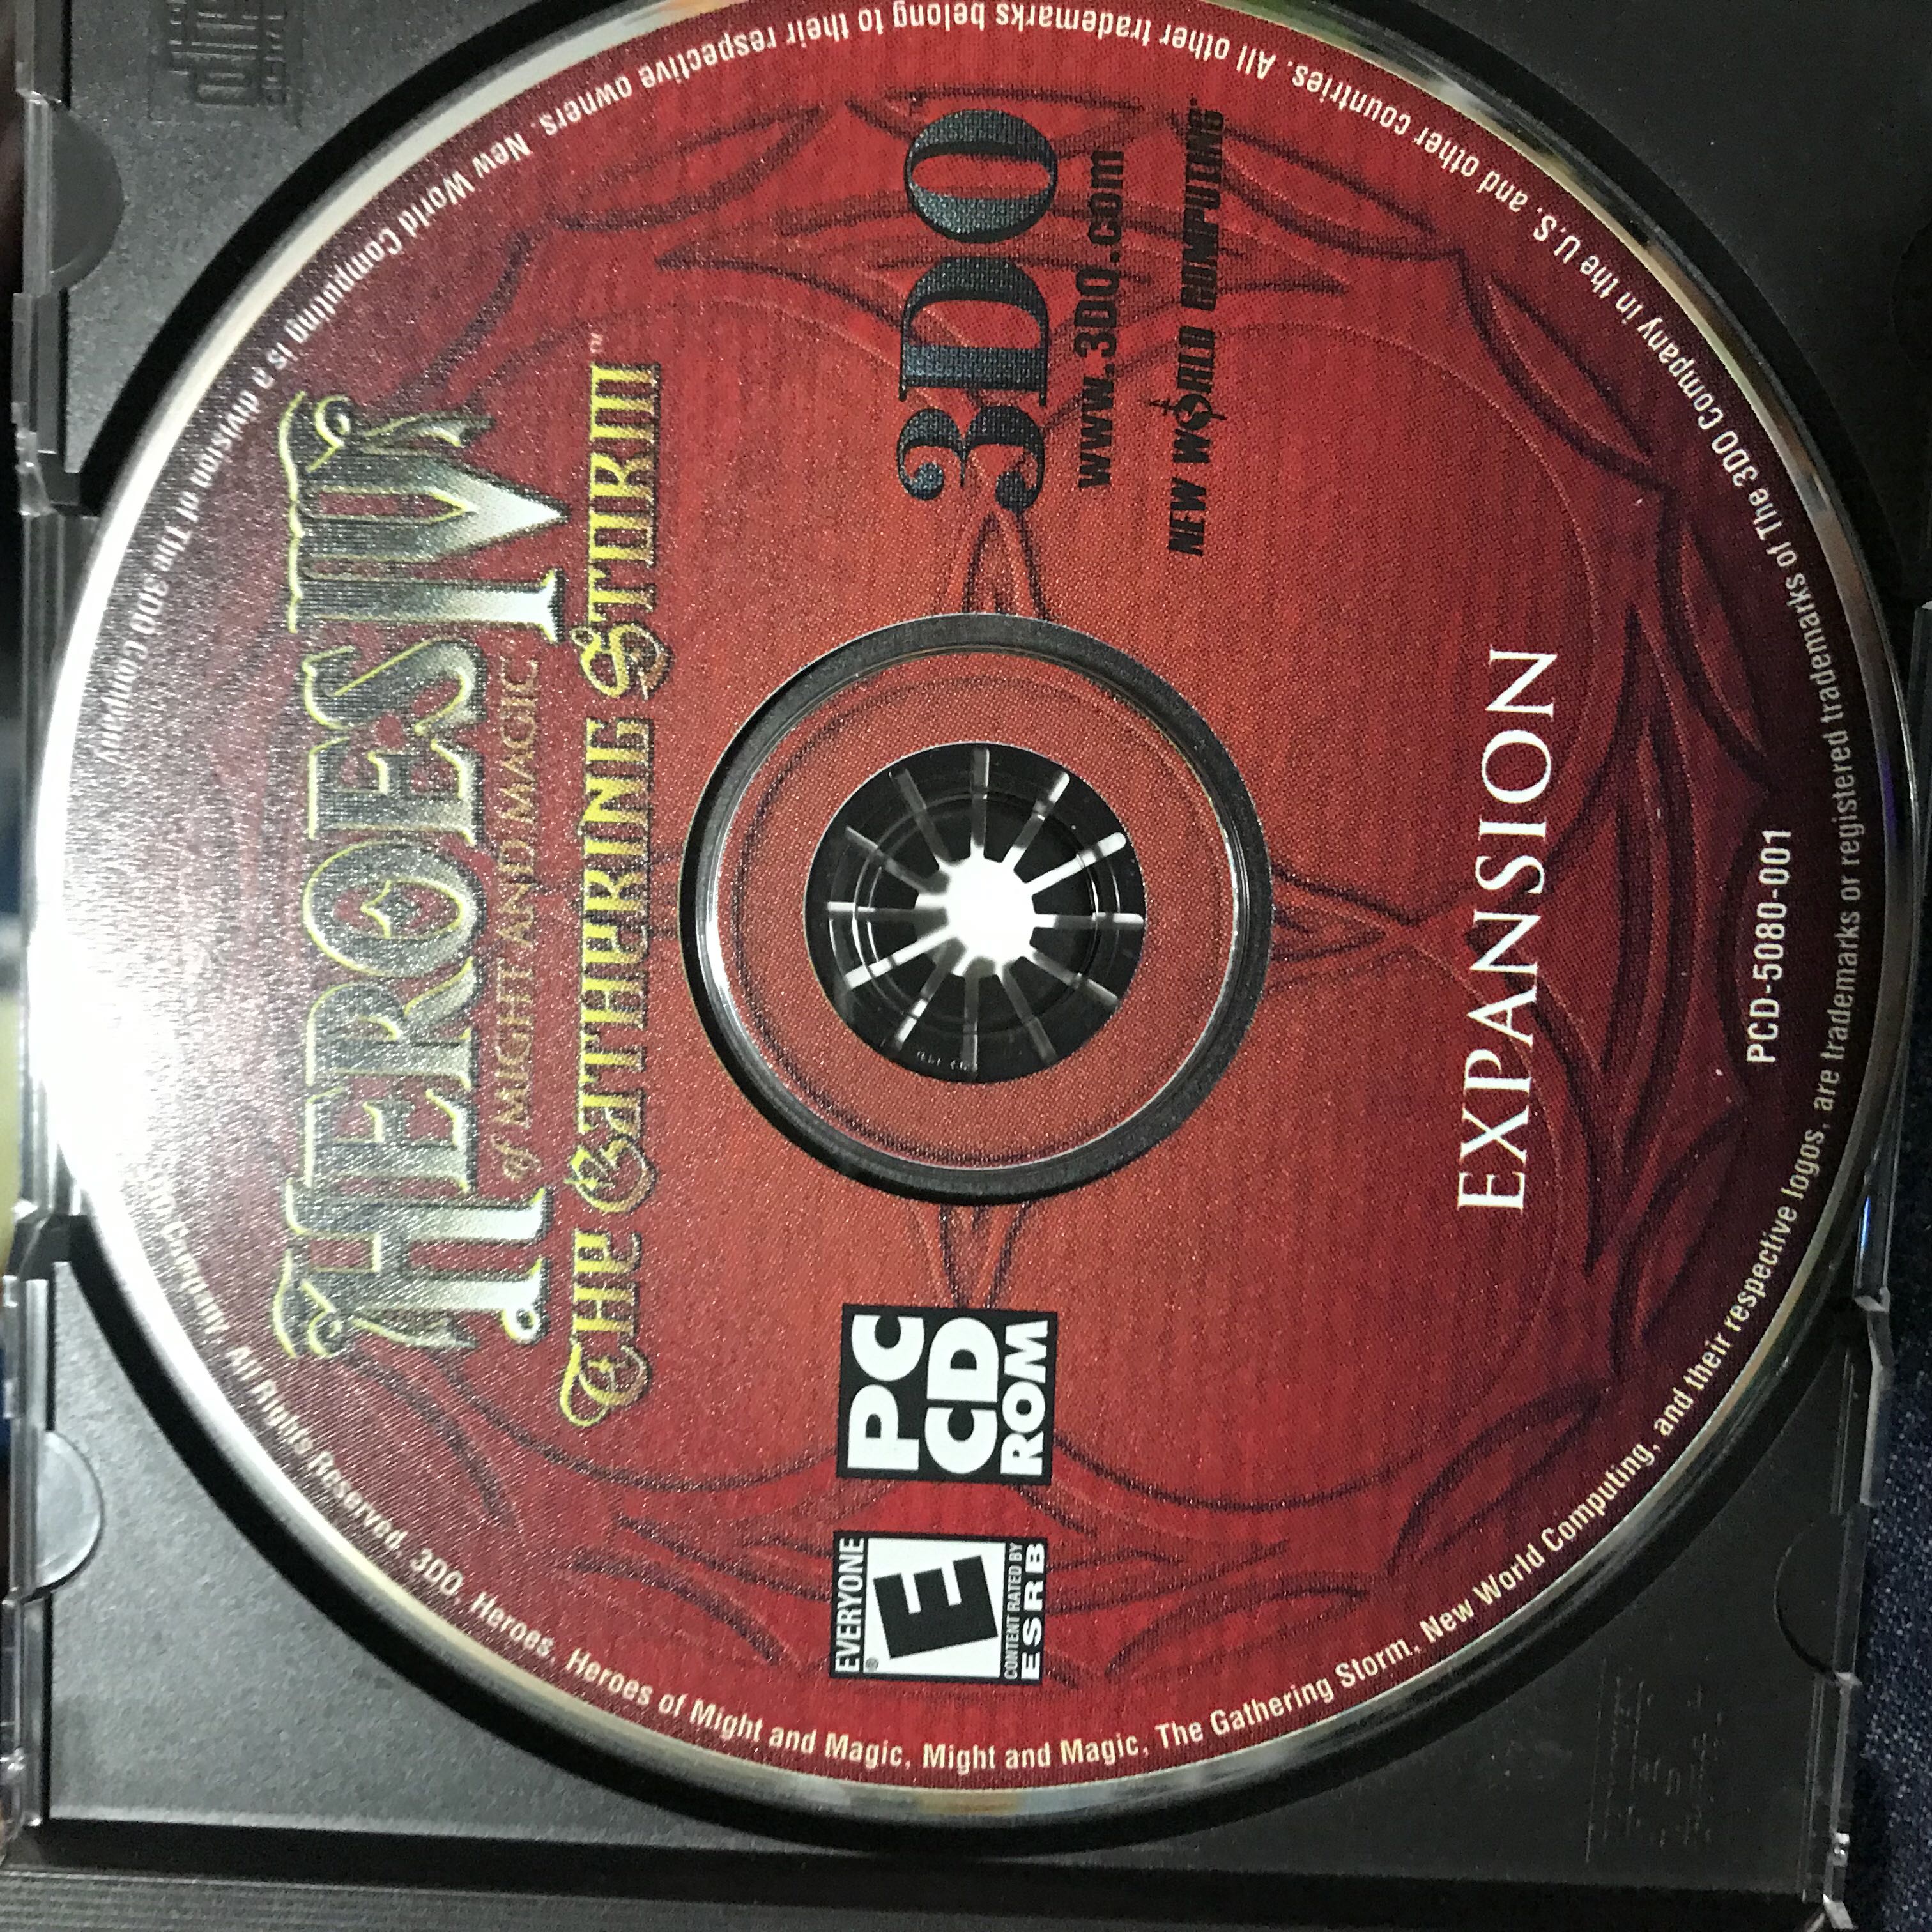 HEROES IV
of MIGHT AND MAGIC
THE GATHERING STORM™
EVERYONE
E
®
CONTENT RATED BY
ESRB
PC
CD
ROM
3DO
www.3DO.com
NEW WORLD COMPUTING
EXPANSION
PCD-5080-001
Company. All Rights Reserved. 3DO, Heroes, Heroes of Might and Magic, Might and Magic, The Gathering Storm, New World Computing, and their respective logos, are trademarks or registered trademarks of The 3DO Company in the U.S. and other countries. All other trademarks belong to their respective owners. New World Computing is a division of The 3DO Company